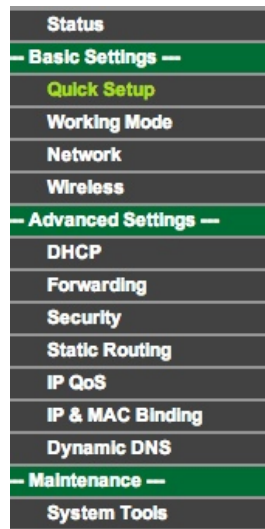 Status
-- Basic Settings ---
Quick Setup
Working Mode
Network
Wireless
-- Advanced Settings ---
DHCP
Forwarding
Security
Static Routing
IP QoS
IP & MAC Binding
Dynamic DNS
-- Maintenance ---
System Tools